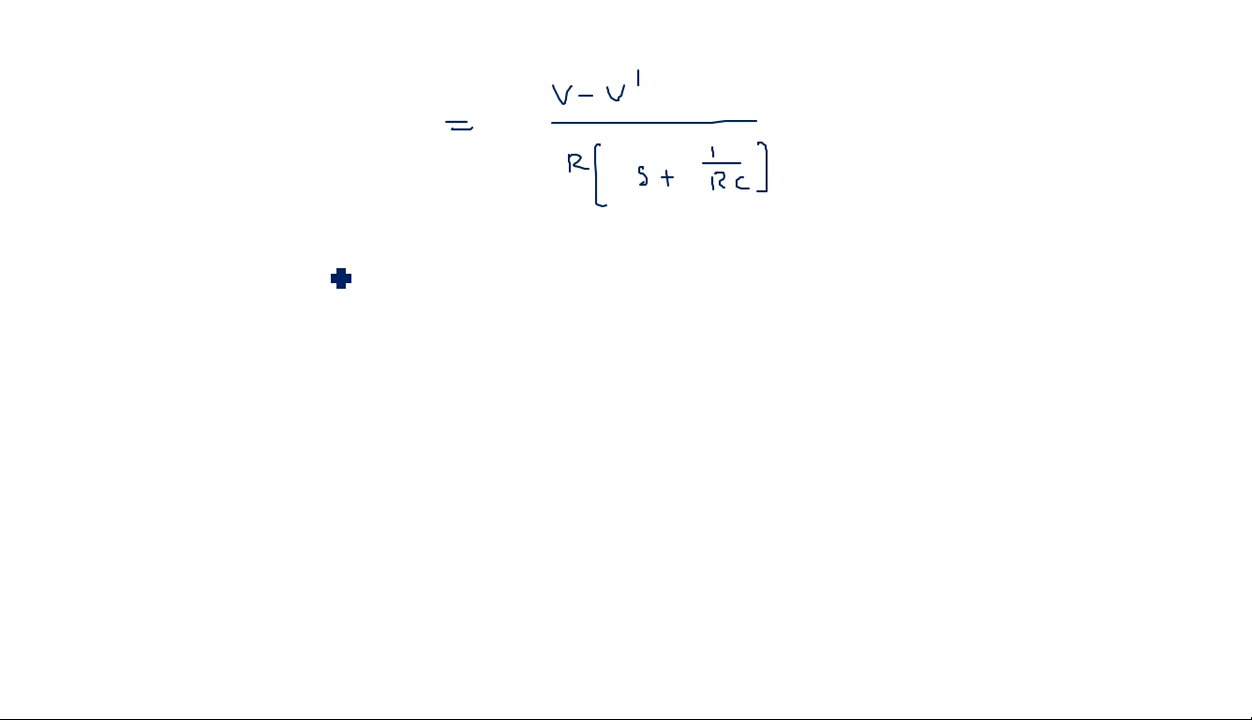 = V - V'
R[ S + 1/RC ]